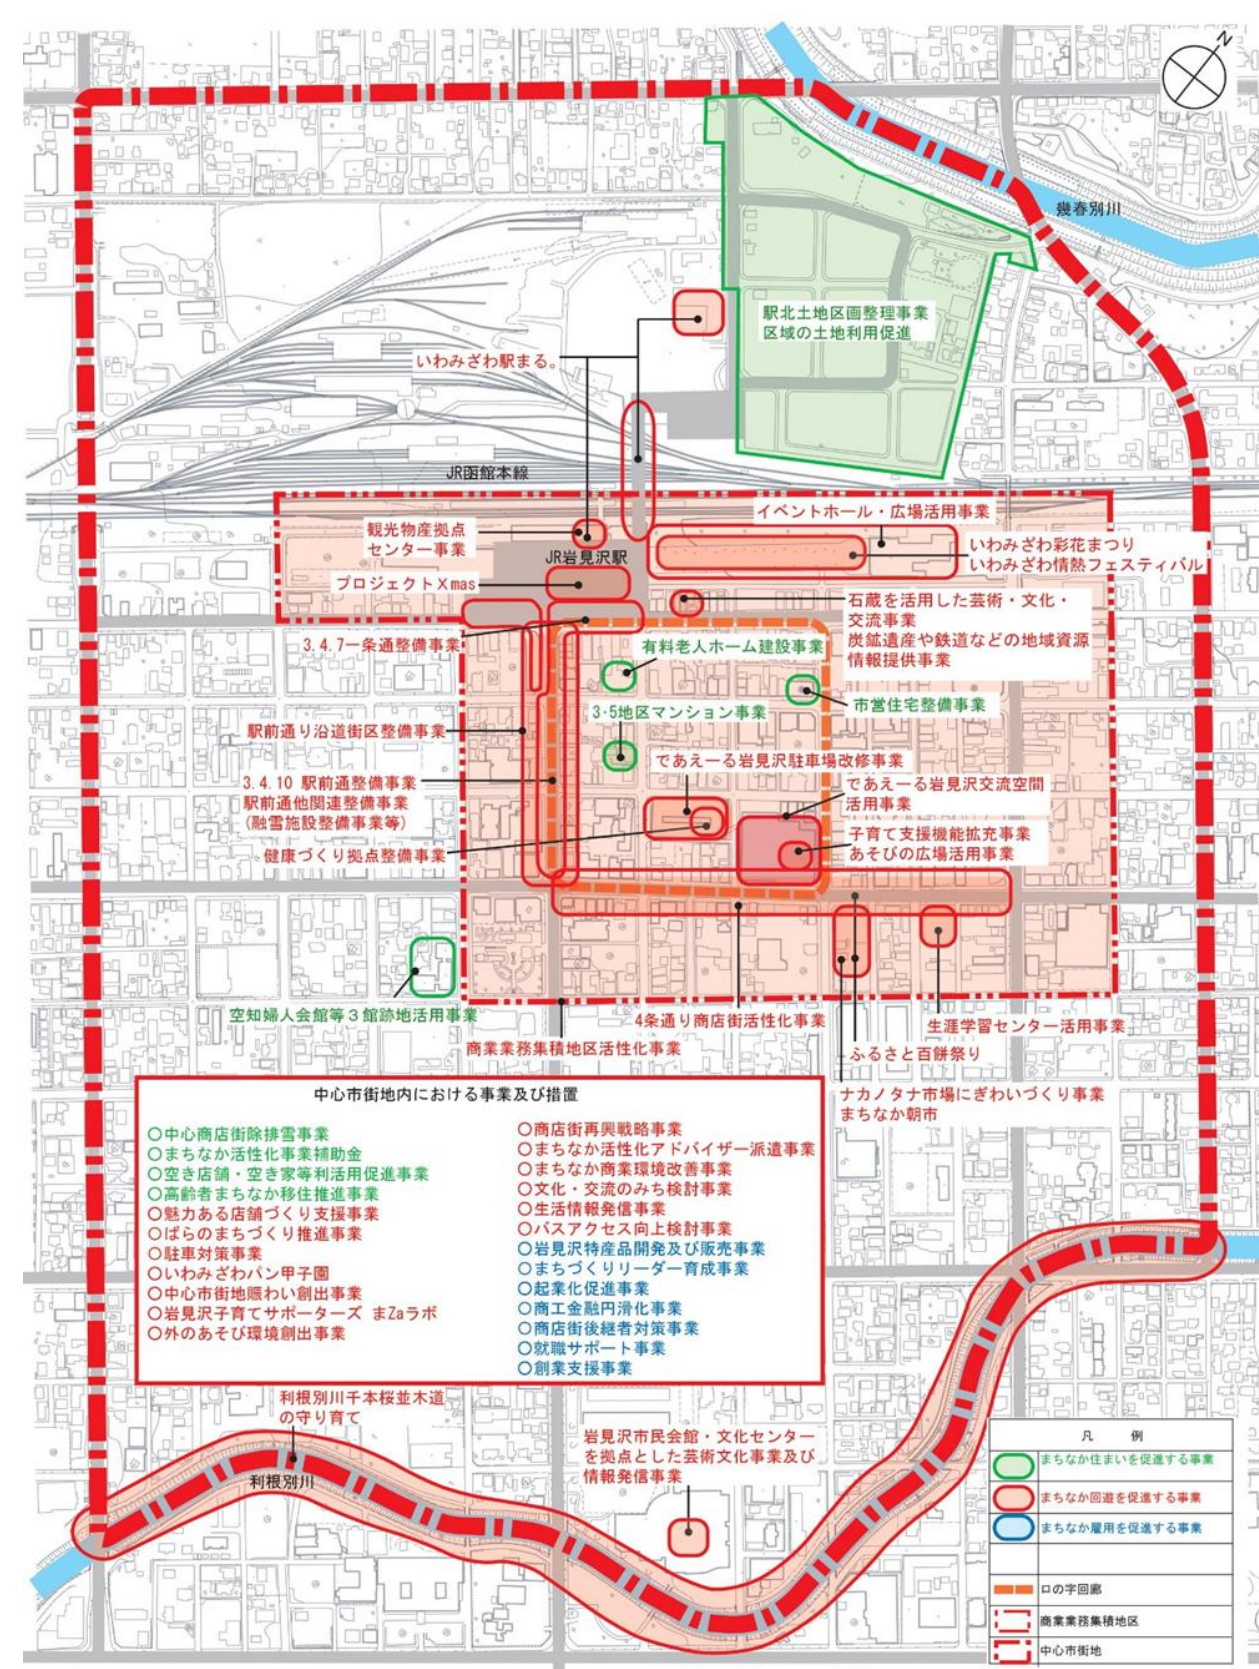 N
幾春別川
駅北土地区画整理事業
区域の土地利用促進
いわみざわ駅まる。
JR函館本線
イベントホール・広場活用事業
観光物産拠点
センター事業
JR岩見沢駅
いわみざわ彩花まつり
いわみざわ情熱フェスティバル
プロジェクトXmas
石蔵を活用した芸術・文化・
交流事業
炭鉱遺産や鉄道などの地域資源
情報提供事業
3.4.7一条通整備事業
有料老人ホーム建設事業
市営住宅整備事業
3・5地区マンション事業
駅前通り沿道街区整備事業
であえーる岩見沢駐車場改修事業
3.4.10 駅前通整備事業
駅前通他関連整備事業
(融雪施設整備事業等)
であえーる岩見沢交流空間
活用事業
健康づくり拠点整備事業
子育て支援機能拡充事業
あそびの広場活用事業
空知婦人会館等３館跡地活用事業
4条通り商店街活性化事業
生涯学習センター活用事業
商業業務集積地区活性化事業
ふるさと百餅祭り
ナカノタナ市場にぎわいづくり事業
まちなか朝市
中心市街地内における事業及び措置
○中心商店街除排雪事業
○まちなか活性化事業補助金
○空き店舗・空き家等利活用促進事業
○高齢者まちなか移住推進事業
○魅力ある店舗づくり支援事業
○ばらのまちづくり推進事業
○駐車対策事業
○いわみざわパン甲子園
○中心市街地賑わい創出事業
○岩見沢子育てサポーターズ まZaラボ
○外のあそび環境創出事業
○商店街再興戦略事業
○まちなか活性化アドバイザー派遣事業
○まちなか商業環境改善事業
○文化・交流のみち検討事業
○生活情報発信事業
○バスアクセス向上検討事業
○岩見沢特産品開発及び販売事業
○まちづくりリーダー育成事業
○起業化促進事業
○商工金融円滑化事業
○商店街後継者対策事業
○就職サポート事業
○創業支援事業
利根別川千本桜並木道
の守り育て
利根別川
岩見沢市民会館・文化センター
を拠点とした芸術文化事業及び
情報発信事業
凡 例
まちなか住まいを促進する事業
まちなか回遊を促進する事業
まちなか雇用を促進する事業
ロの字回廊
商業業務集積地区
中心市街地